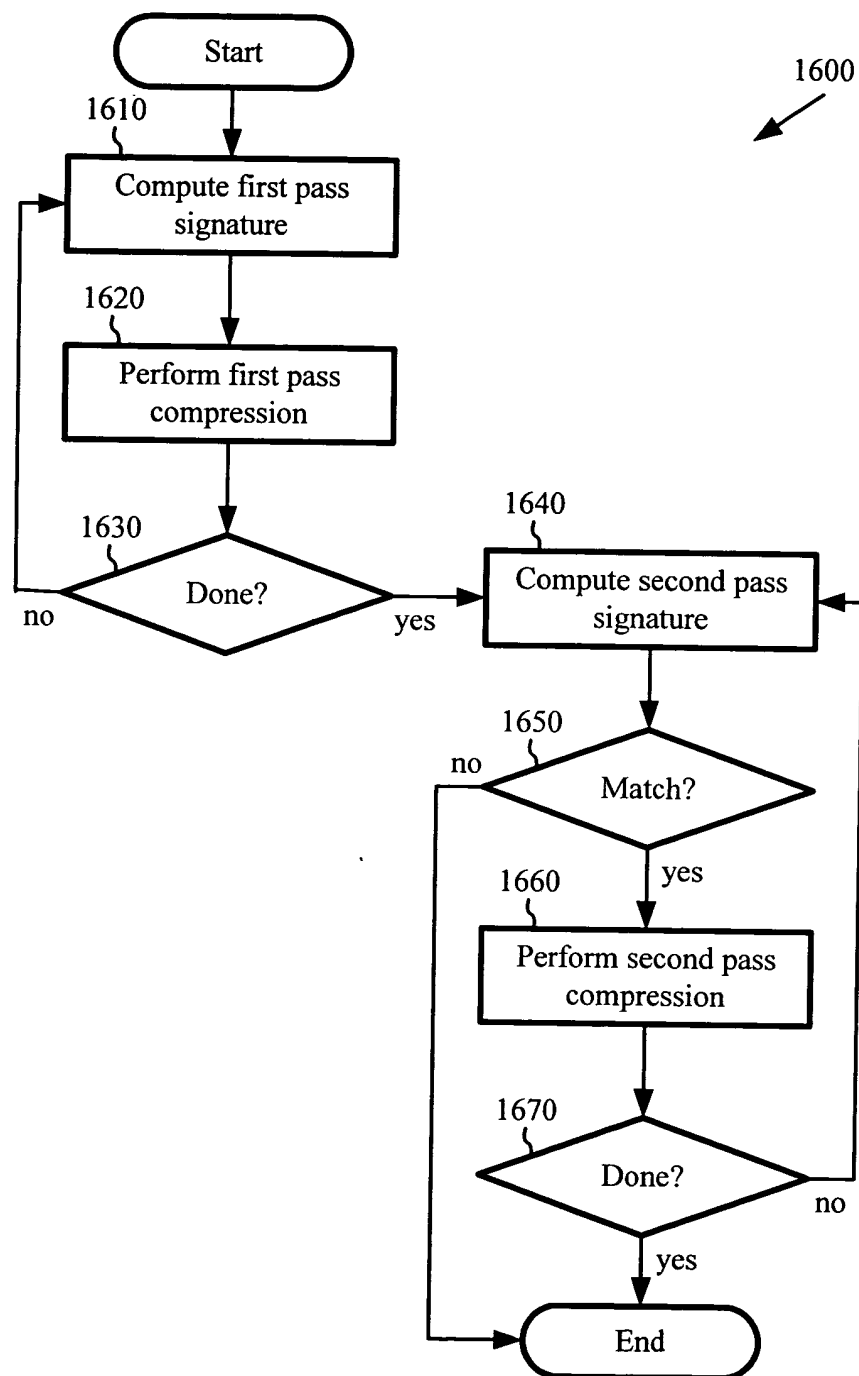 Start
1600
1610
Compute first pass
signature
1620
Perform first pass
compression
1630
Done?
no
yes
1640
Compute second pass
signature
1650
no
Match?
yes
1660
Perform second pass
compression
1670
Done?
no
yes
End